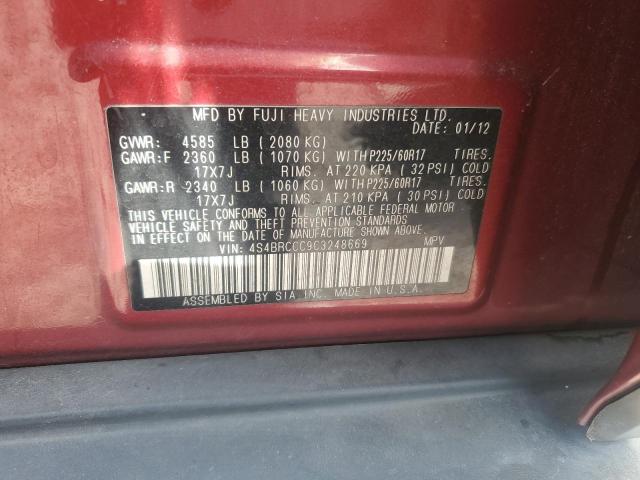 MFD BY FUJI HEAVY INDUSTRIES LTD.
DATE: 01/12
GVWR: 4585 LB ( 2080 KG)
GAWR:F 2360 LB ( 1070 KG) WITH P225/60R17 TIRES.
17X7J RIMS. AT 220 KPA ( 32 PSI) COLD
GAWR:R 2340 LB ( 1060 KG) WITH P225/60R17 TIRES.
17X7J RIMS. AT 210 KPA ( 30 PSI) COLD
THIS VEHICLE CONFORMS TO ALL APPLICABLE FEDERAL MOTOR
VEHICLE SAFETY AND THEFT PREVENTION STANDARDS
IN EFFECT ON THE DATE OF MANUFACTURE SHOWN ABOVE.
VIN: 4S4BRCCC9C3248669 MPV
ASSEMBLED BY SIA INC. MADE IN U.S.A.